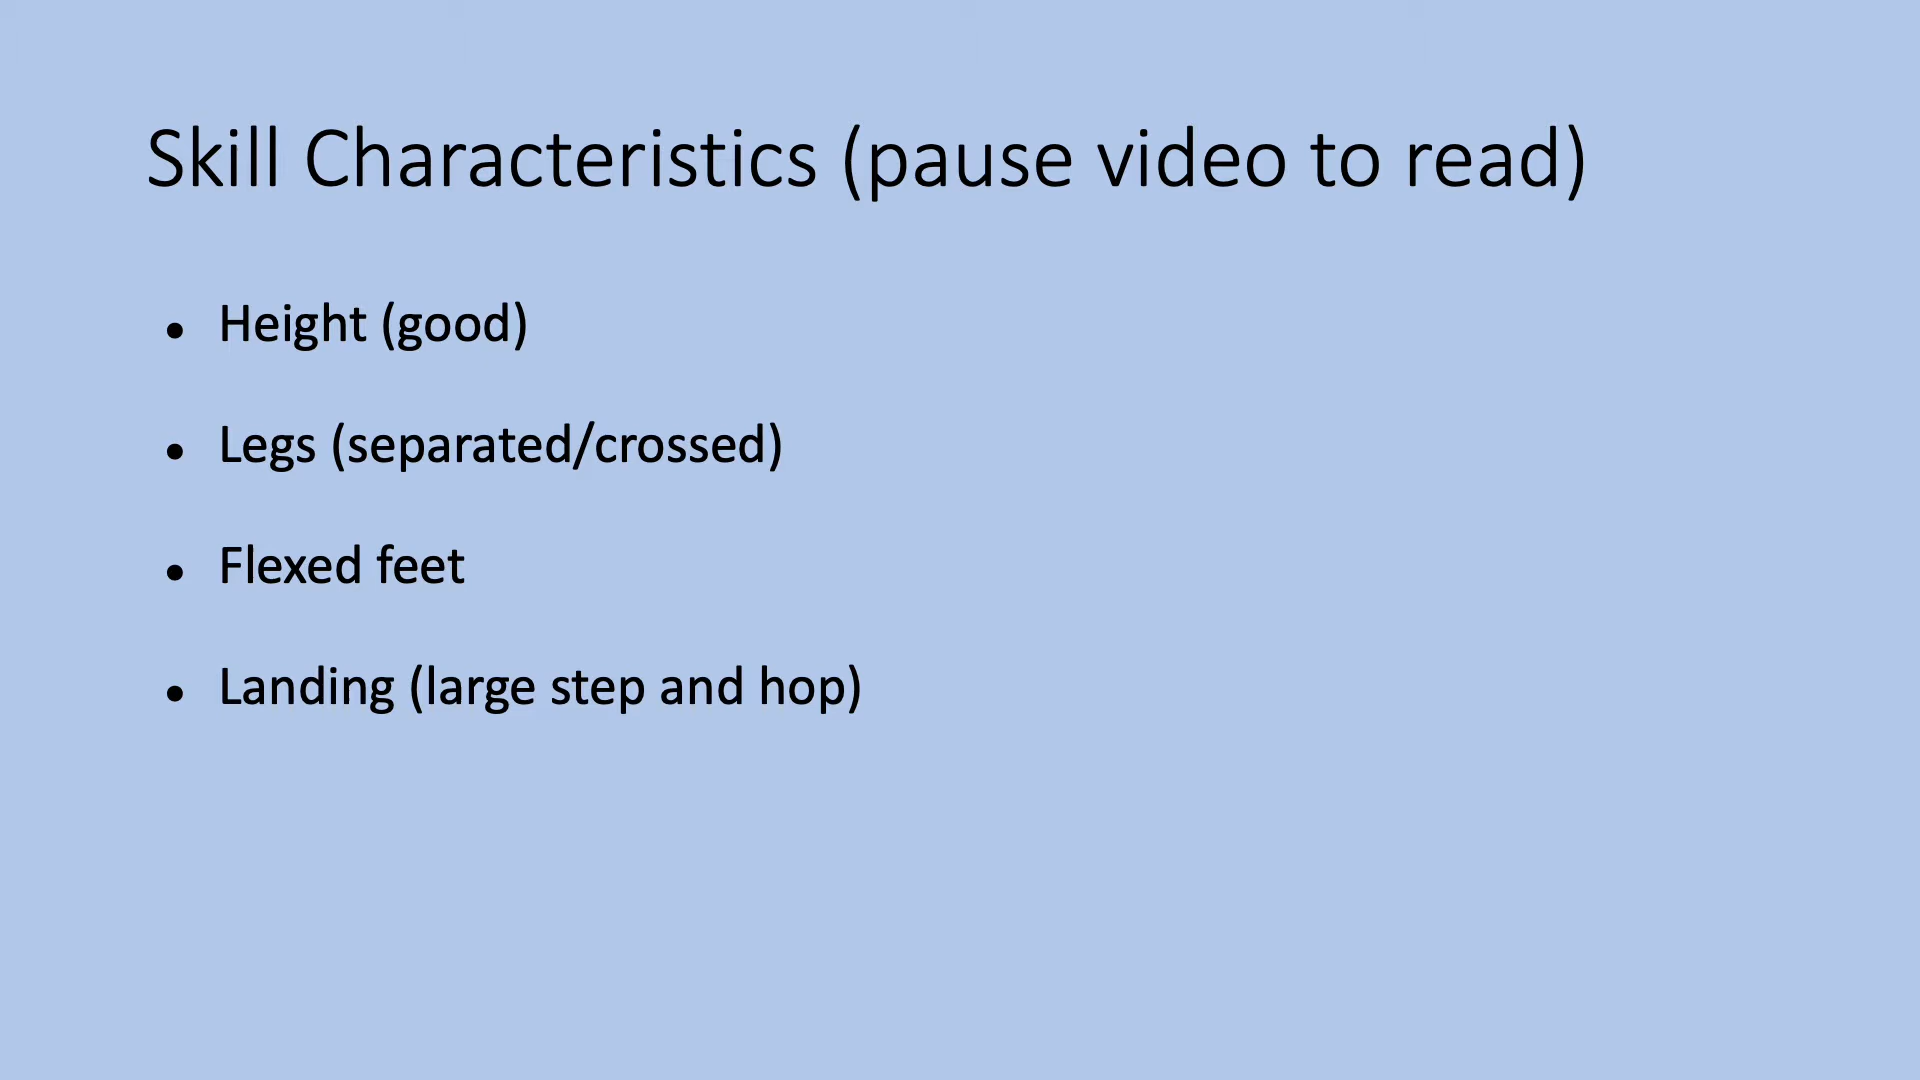 Skill Characteristics (pause video to read)
• Height (good)
• Legs (separated/crossed)
• Flexed feet
• Landing (large step and hop)